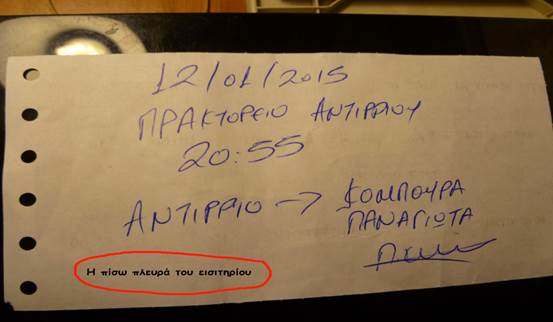 12/01/2015
ΠΡΑΚΤΟΡΕΙΟ ΑΝΤΙΡΡΙΟΥ
20:55
ΑΝΤΙΡΡΙΟ → ΚΟΜΠΟΥΡΑ
ΠΑΝΑΓΙΩΤΑ
Η πίσω πλευρά του εισιτηρίου